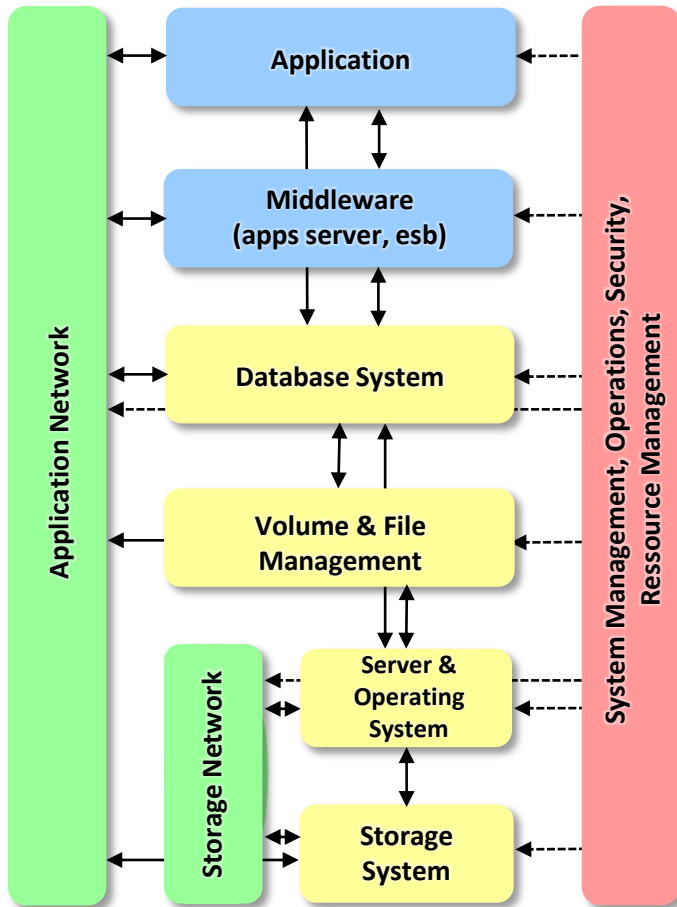 Application
Middleware
(apps server, esb)
Database System
Volume & File
Management
Server &
Operating
System
Storage
System
Application Network
Storage Network
System Management, Operations, Security,
Ressource Management